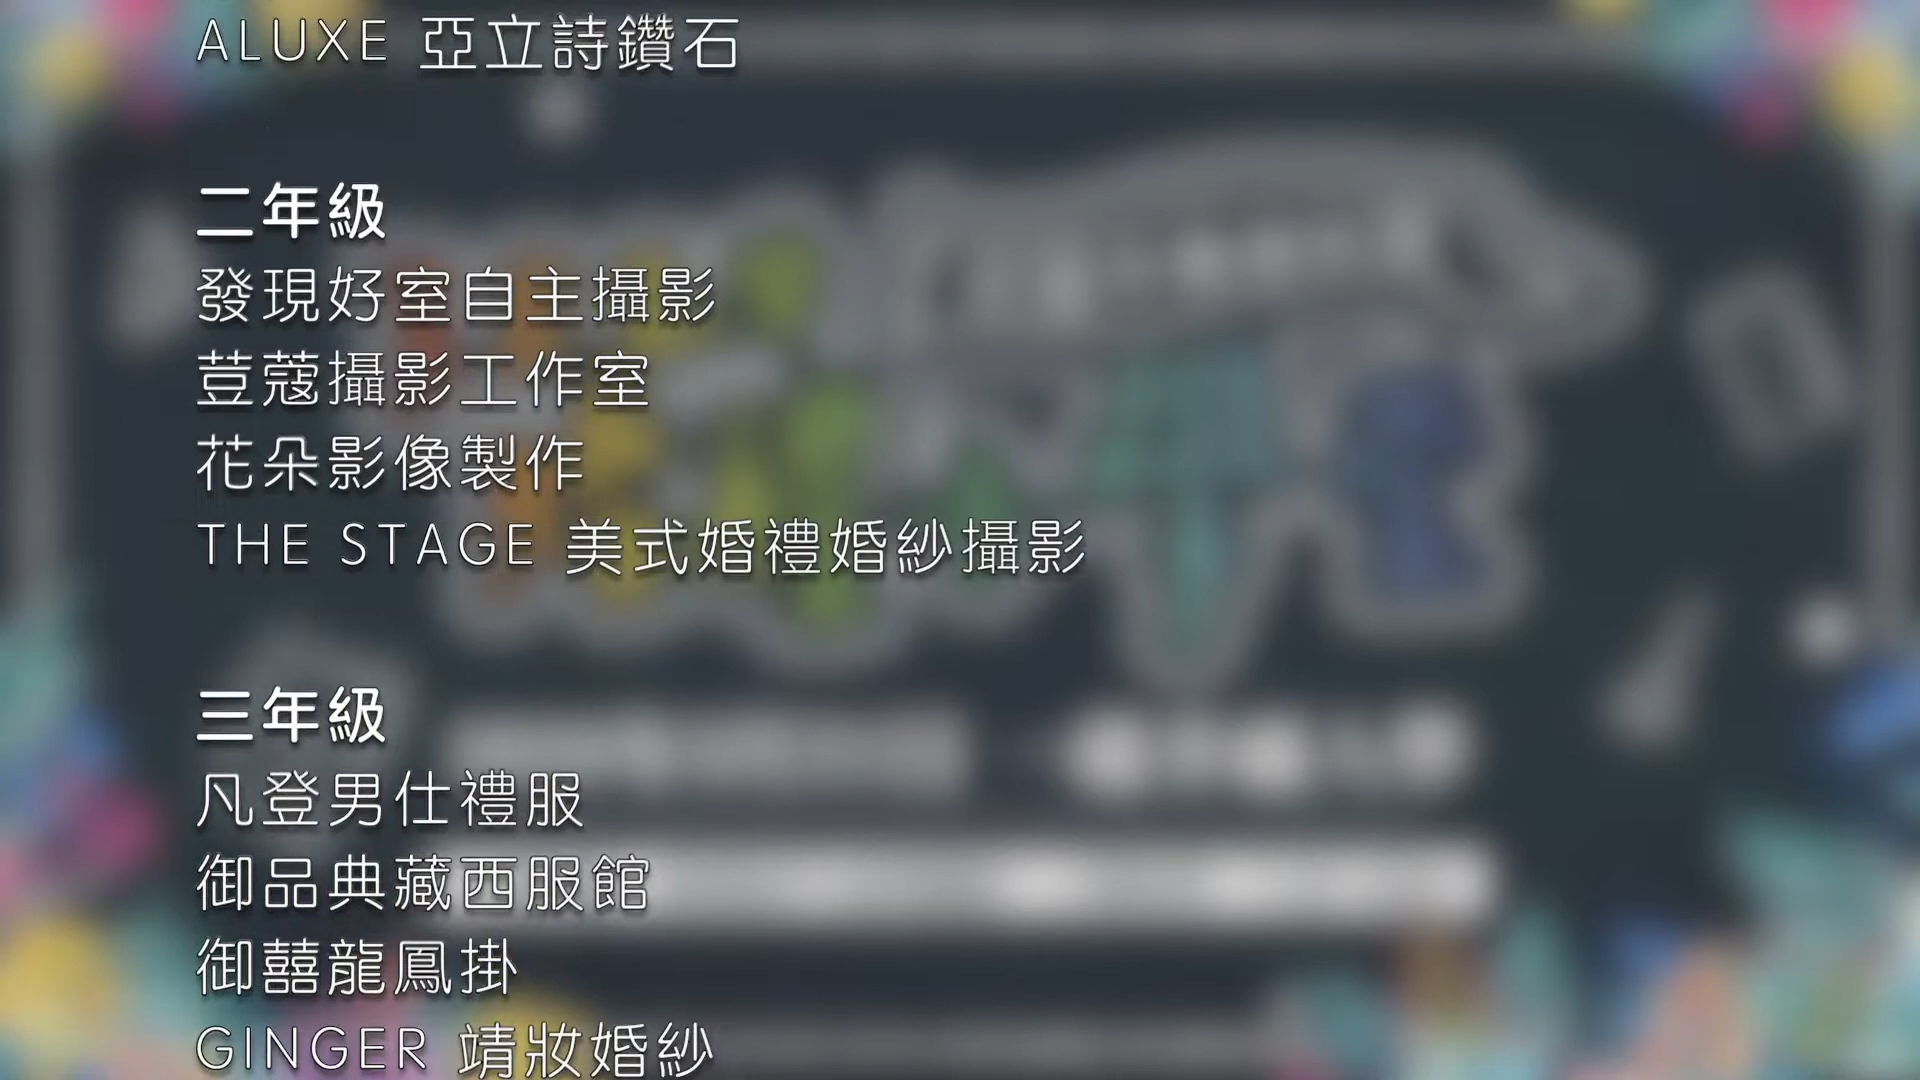 ALUXE 亞立詩鑽石
二年級
發現好室自主攝影
荳蔻攝影工作室
花朵影像製作
THE STAGE 美式婚禮婚紗攝影
三年級
凡登男仕禮服
御品典藏西服館
御囍龍鳳掛
GINGER 靖妝婚紗